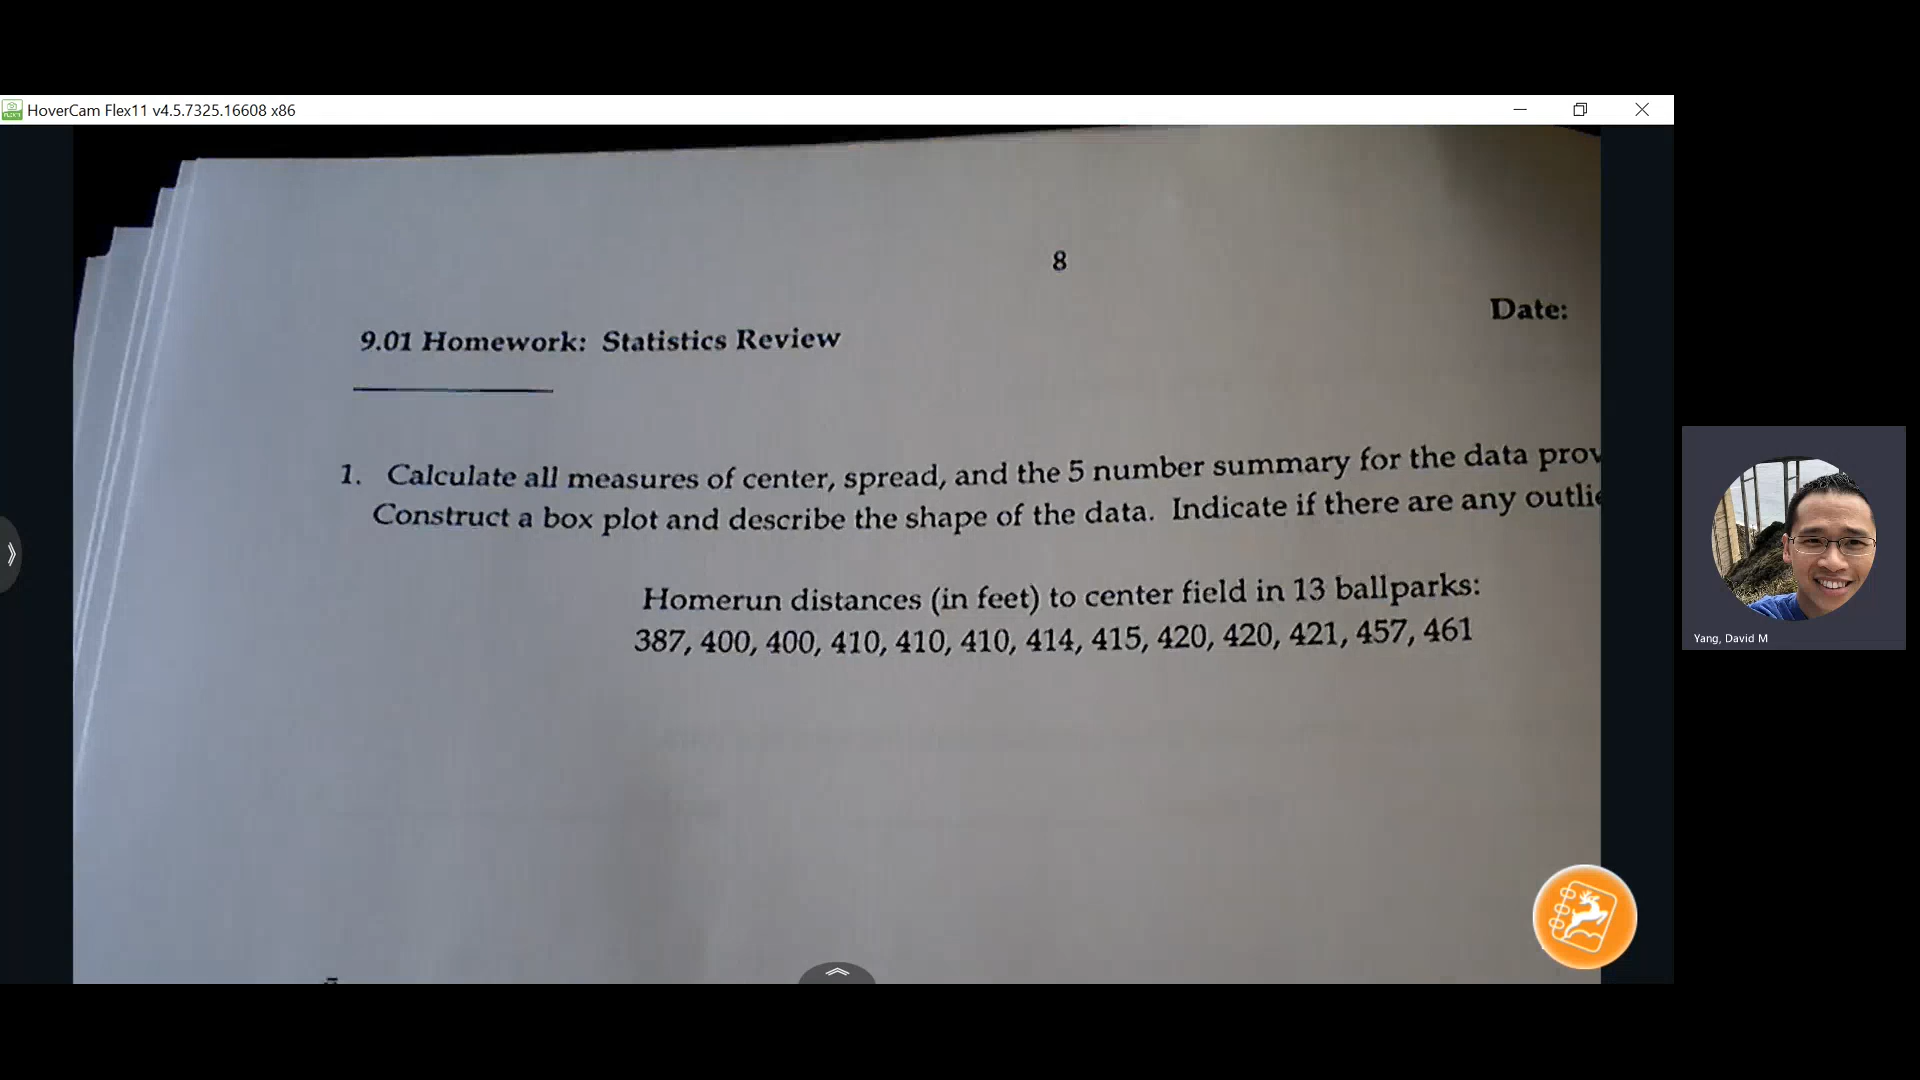 HoverCam Flex11 v4.5.7325.16608 x86
8
Date:
9.01 Homework: Statistics Review
1. Calculate all measures of center, spread, and the 5 number summary for the data prov
Construct a box plot and describe the shape of the data. Indicate if there are any outlie
Homerun distances (in feet) to center field in 13 ballparks:
387, 400, 400, 410, 410, 410, 414, 415, 420, 420, 421, 457, 461
Yang, David M